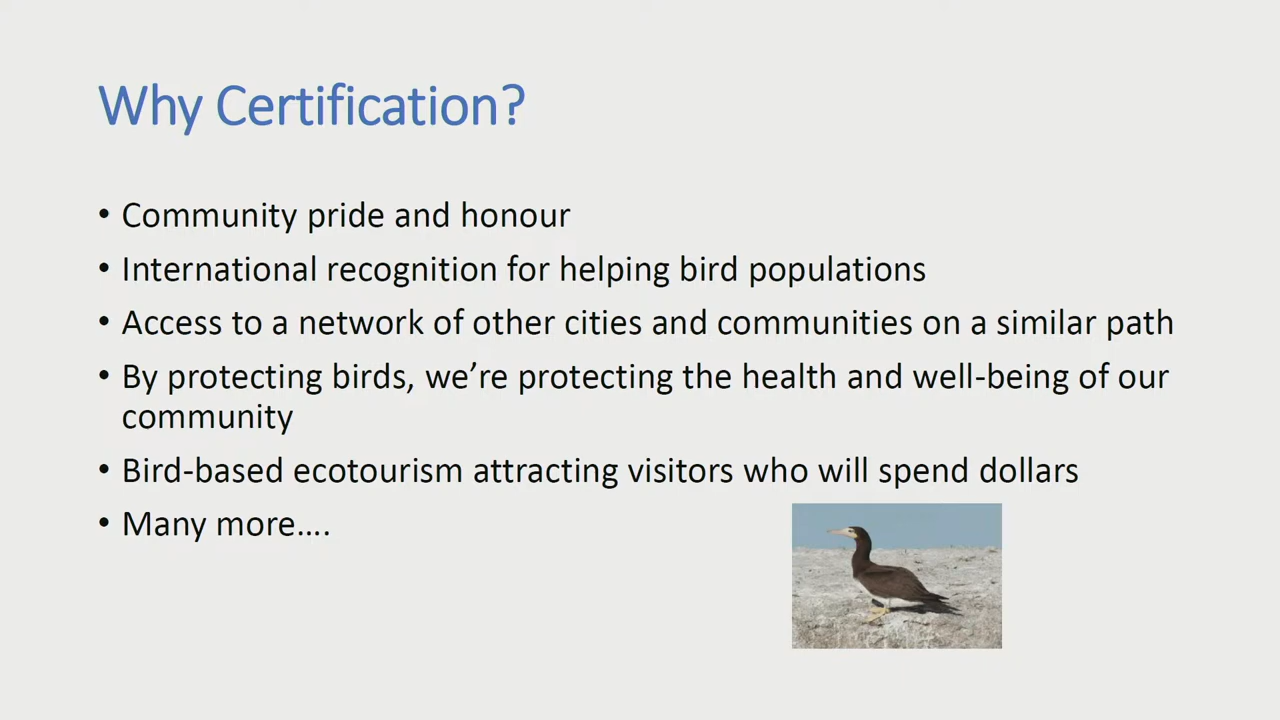 Why Certification?
• Community pride and honour
• International recognition for helping bird populations
• Access to a network of other cities and communities on a similar path
• By protecting birds, we’re protecting the health and well-being of our
community
• Bird-based ecotourism attracting visitors who will spend dollars
• Many more....